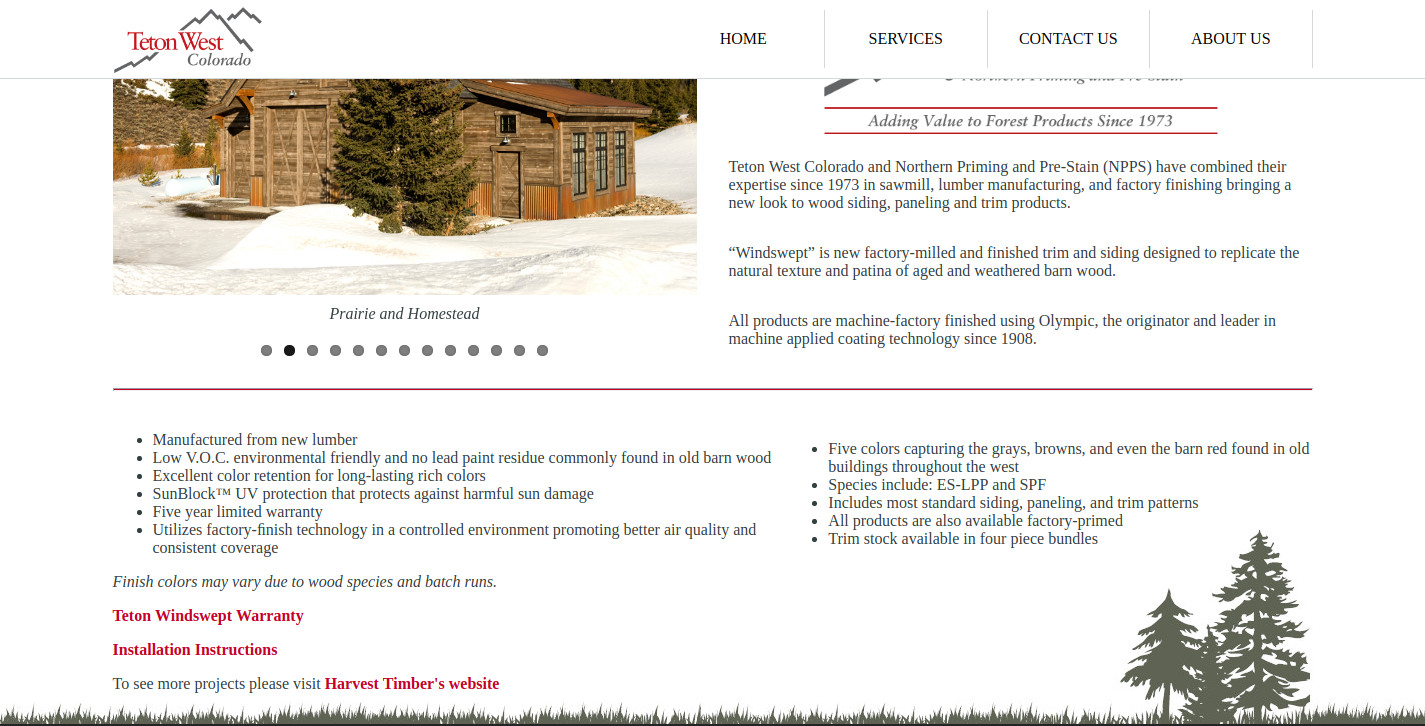 Teton West
Colorado
HOME
SERVICES
CONTACT US
ABOUT US
Northern Priming and Pre-Stain
Adding Value to Forest Products Since 1973
Teton West Colorado and Northern Priming and Pre-Stain (NPPS) have combined their
expertise since 1973 in sawmill, lumber manufacturing, and factory finishing bringing a
new look to wood siding, paneling and trim products.
“Windswept” is new factory-milled and finished trim and siding designed to replicate the
natural texture and patina of aged and weathered barn wood.
All products are machine-factory finished using Olympic, the originator and leader in
machine applied coating technology since 1908.
Prairie and Homestead
• Manufactured from new lumber
• Low V.O.C. environmental friendly and no lead paint residue commonly found in old barn wood
• Excellent color retention for long-lasting rich colors
• SunBlock™ UV protection that protects against harmful sun damage
• Five year limited warranty
• Utilizes factory-finish technology in a controlled environment promoting better air quality and
consistent coverage
• Five colors capturing the grays, browns, and even the barn red found in old
buildings throughout the west
• Species include: ES-LPP and SPF
• Includes most standard siding, paneling, and trim patterns
• All products are also available factory-primed
• Trim stock available in four piece bundles
Finish colors may vary due to wood species and batch runs.
Teton Windswept Warranty
Installation Instructions
To see more projects please visit Harvest Timber's website